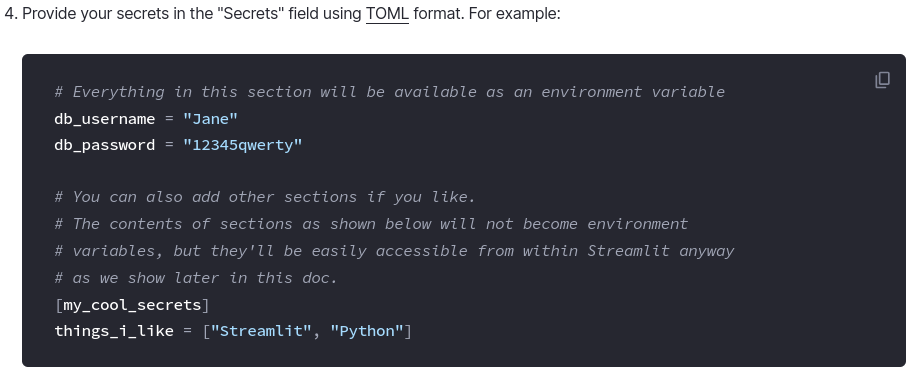 4. Provide your secrets in the "Secrets" field using TOML format. For example:
# Everything in this section will be available as an environment variable
db_username = "Jane"
db_password = "12345qwerty"
# You can also add other sections if you like.
# The contents of sections as shown below will not become environment
# variables, but they'll be easily accessible from within Streamlit anyway
# as we show later in this doc.
[my_cool_secrets]
things_i_like = ["Streamlit", "Python"]